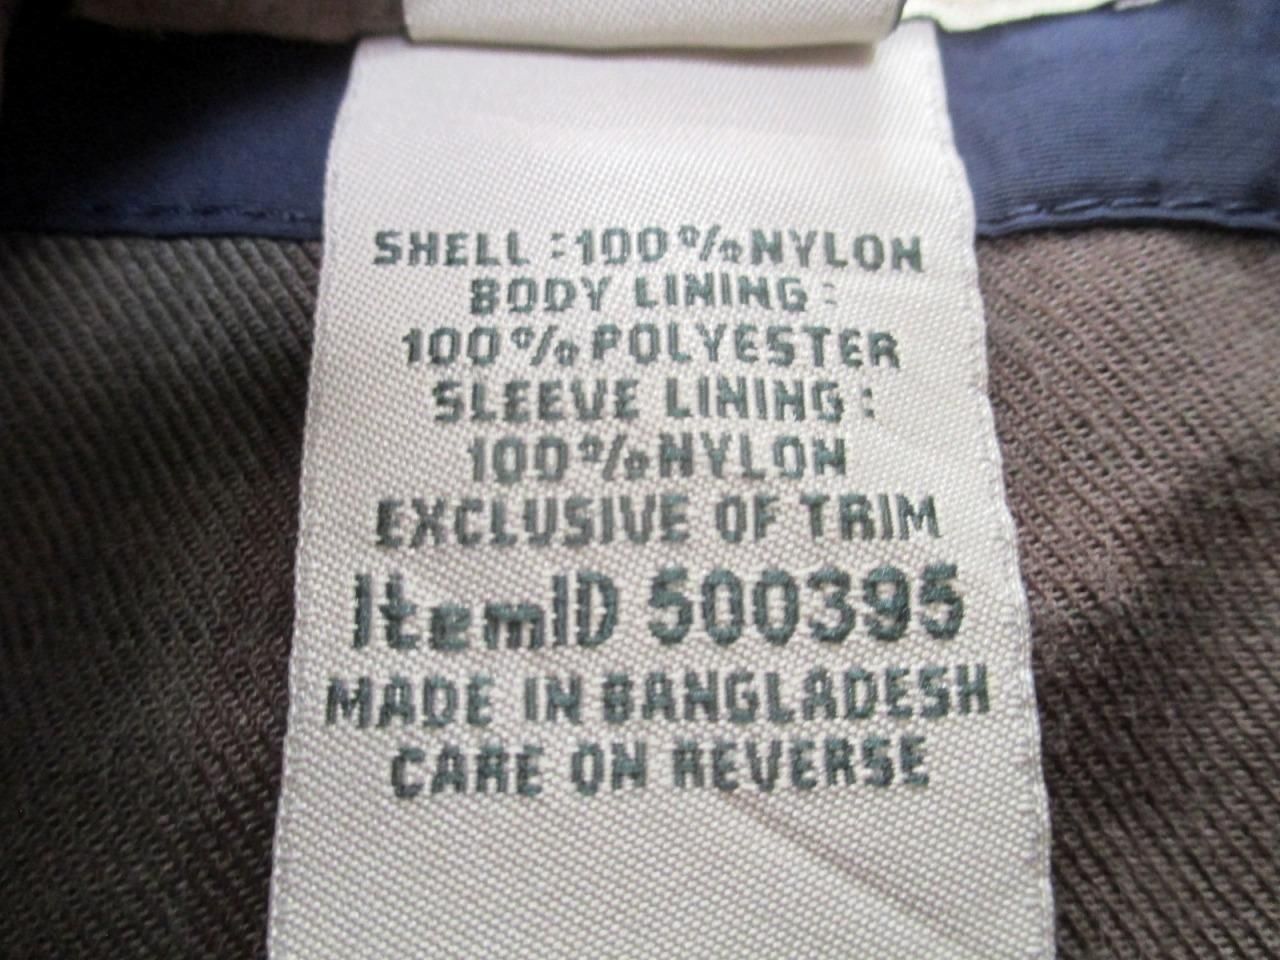 SHELL :100%NYLON
BODY LINING :
100%POLYESTER
SLEEVE LINING :
100%NYLON
EXCLUSIVE OF TRIM
ItemID 500395
MADE IN BANGLADESH
CARE ON REVERSE